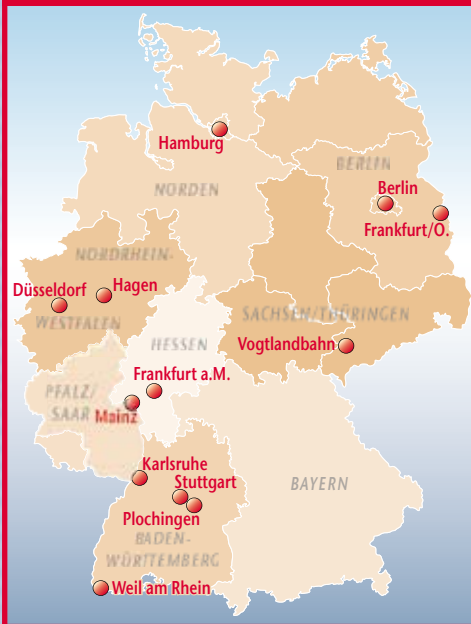 Hamburg
BERLIN
NORDEN
Berlin
Frankfurt/O.
NORDRHEIN-
Düsseldorf
Hagen
WESTFALEN
SACHSEN/THÜRINGEN
HESSEN
Vogtlandbahn
Frankfurt a.M.
PFALZ/
SAAR
Mainz
Karlsruhe
Stuttgart
BAYERN
Plochingen
BADEN-
WÜRTTEMBERG
Weil am Rhein